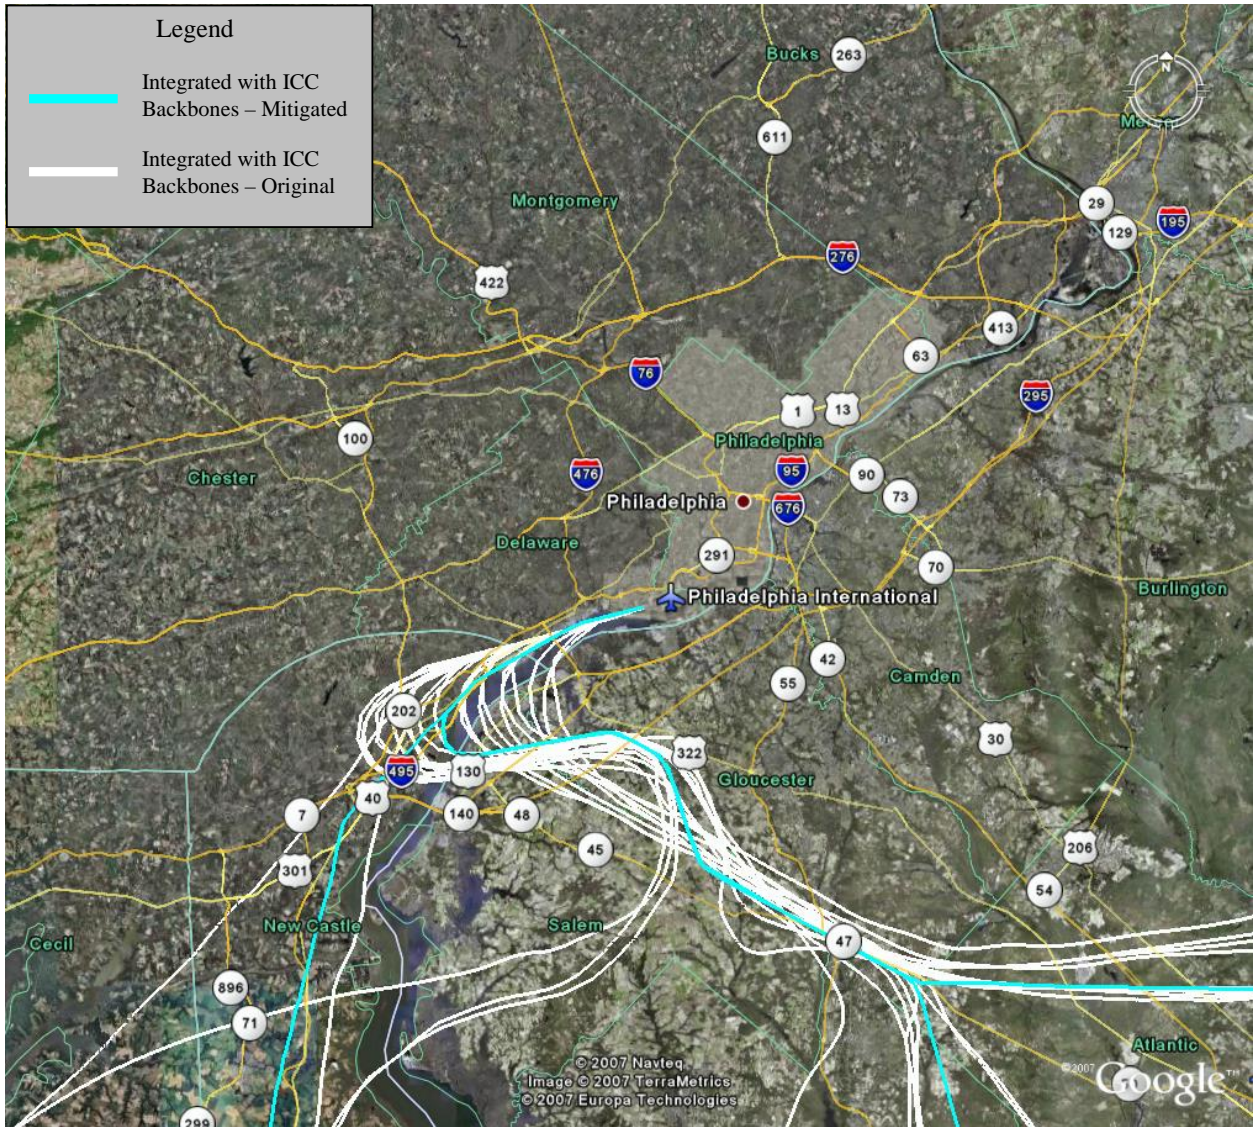 Legend
Integrated with ICC
Backbones – Mitigated
Integrated with ICC
Backbones – Original
Bucks
263
N
611
Montgomery
29
129
195
276
422
413
63
76
295
1
13
100
Philadelphia
476
95
90
Chester
73
Philadelphia
676
Delaware
291
70
Philadelphia International
Burlington
42
55
Camden
202
30
322
495
130
Gloucester
40
7
140
48
45
206
301
54
New Castle
Salem
47
Cecil
896
71
Atlantic
© 2007 Navteq
Image © 2007 TerraMetrics
© 2007 Europa Technologies
©2007 Google™
299